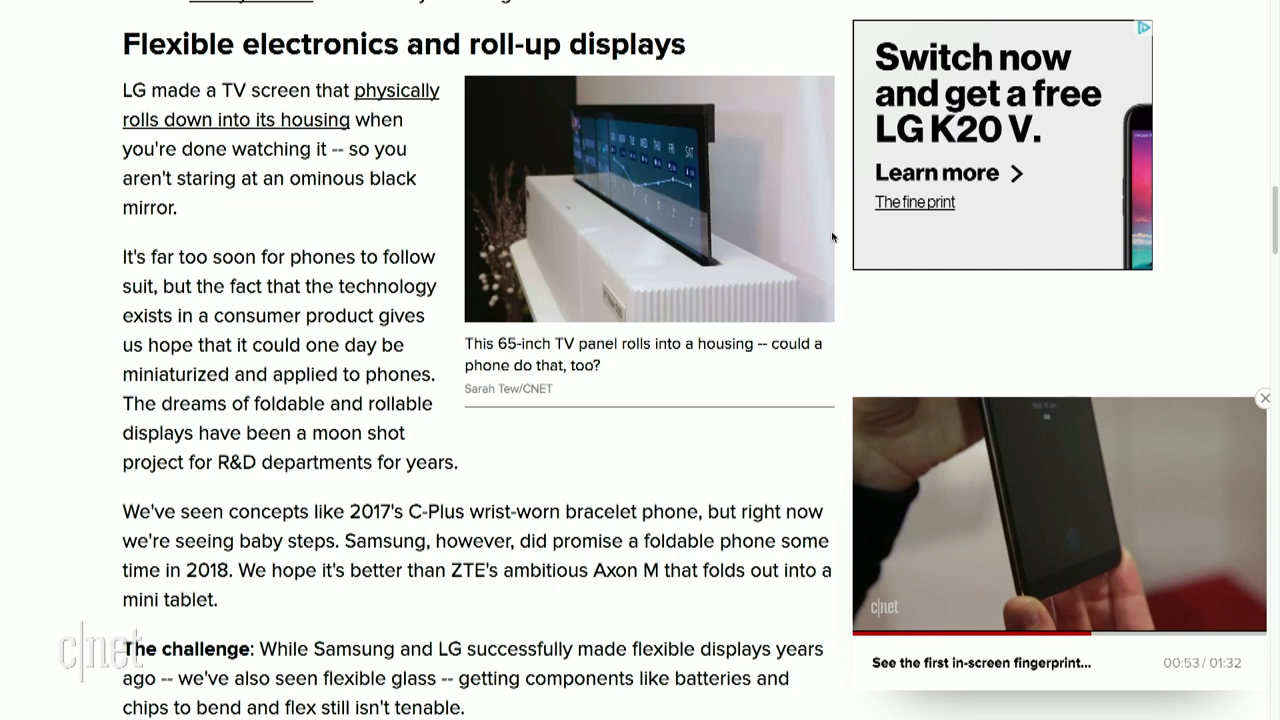 Flexible electronics and roll-up displays
LG made a TV screen that physically
rolls down into its housing when
you're done watching it -- so you
aren't staring at an ominous black
mirror.
It's far too soon for phones to follow
suit, but the fact that the technology
exists in a consumer product gives
us hope that it could one day be
miniaturized and applied to phones.
The dreams of foldable and rollable
displays have been a moon shot
project for R&D departments for years.
SUN MON TUE WED THU FRI SAT
This 65-inch TV panel rolls into a housing -- could a
phone do that, too?
Sarah Tew/CNET
We've seen concepts like 2017's C-Plus wrist-worn bracelet phone, but right now
we're seeing baby steps. Samsung, however, did promise a foldable phone some
time in 2018. We hope it's better than ZTE's ambitious Axon M that folds out into a
mini tablet.
The challenge: While Samsung and LG successfully made flexible displays years
ago -- we've also seen flexible glass -- getting components like batteries and
chips to bend and flex still isn't tenable.
c|net
Switch now
and get a free
LG K20 V.
Learn more >
The fine print
c|net
See the first in-screen fingerprint...
00:53 / 01:32